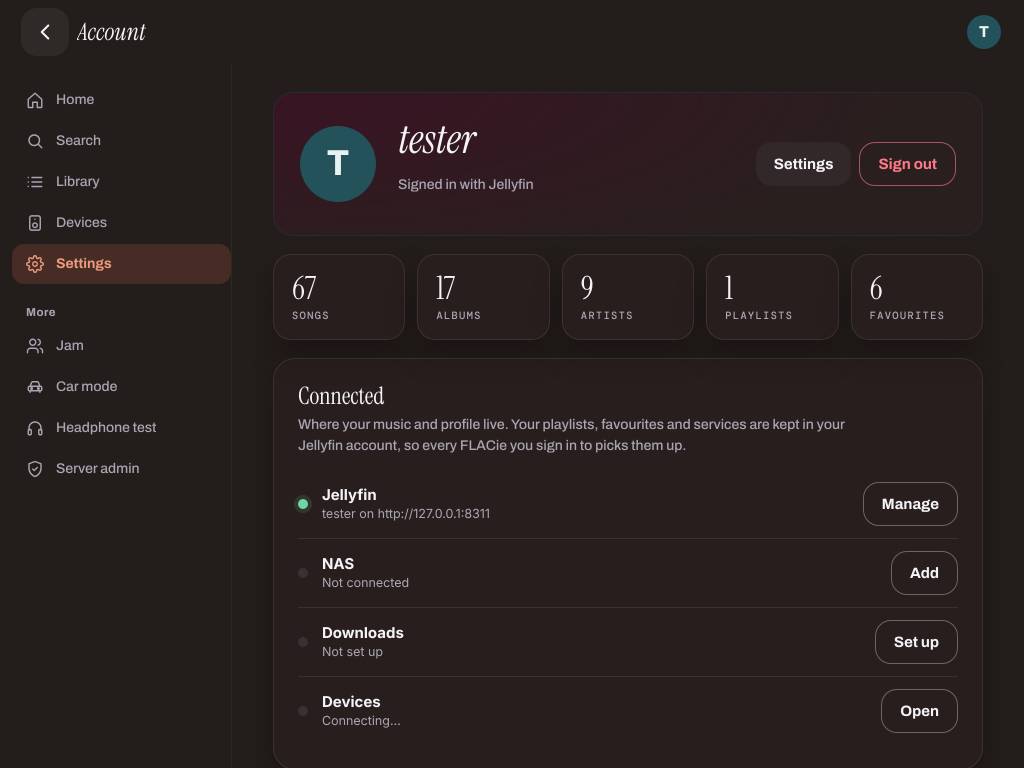 Account
T
Home
Search
Library
Devices
Settings
More
Jam
Car mode
Headphone test
Server admin
T
tester
Signed in with Jellyfin
Settings
Sign out
67
SONGS
17
ALBUMS
9
ARTISTS
1
PLAYLISTS
6
FAVOURITES
Connected
Where your music and profile live. Your playlists, favourites and services are kept in your
Jellyfin account, so every FLACie you sign in to picks them up.
Jellyfin
tester on http://127.0.0.1:8311
Manage
NAS
Not connected
Add
Downloads
Not set up
Set up
Devices
Connecting...
Open